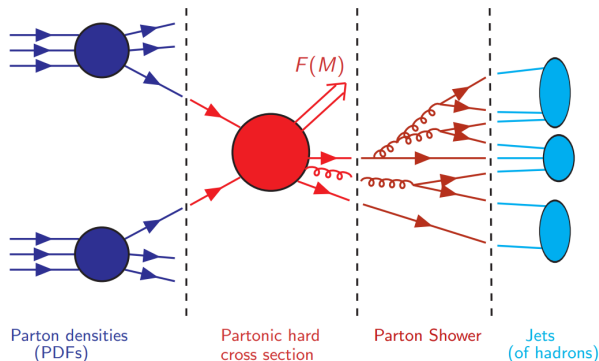 F(M)
Parton densities
(PDFs)
Partonic hard
cross section
Parton Shower
Jets
(of hadrons)